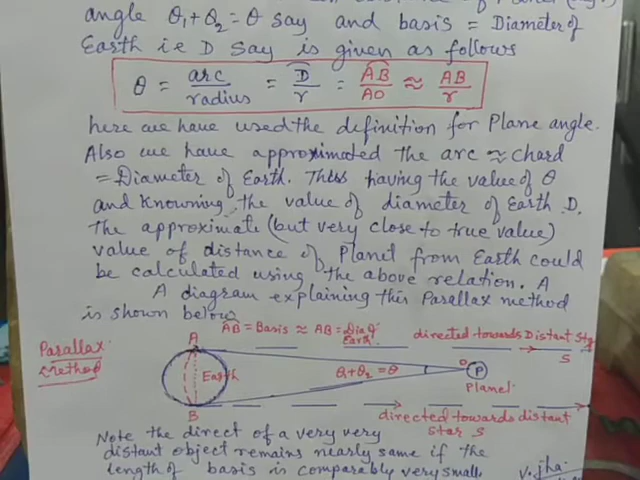 angle θ₁+θ₂=θ say and basis = Diameter of
Earth i.e D say is given as follows
θ = arc/radius = D/r = AB/AO ≈ AB/r
here we have used the definition for Plane angle.
Also we have approximated the arc ≈ chard
= Diameter of Earth. Thus having the value of θ
and Knowning the value of diameter of Earth D.
The approximate (but very close to true value)
value of distance of Planet from Earth could
be calculated using the above relation. A
A diagram explaining this Parallax method
is shown below
AB = Basis ≈ AB = Dia of Earth
directed towards Distant Star
S
Parallax
Method
A
Earth
θ₁+θ₂=θ
O
P
Planet
B
directed towards distant
Star S
Note the direct of a very very
distant object remains nearly same if the
length of basis is comparably very small
V. Jha